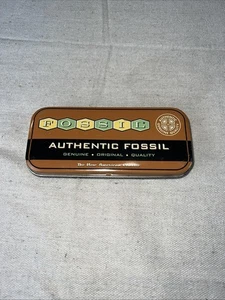 FOSSIL
AUTHENTIC FOSSIL
GENUINE • ORIGINAL • QUALITY